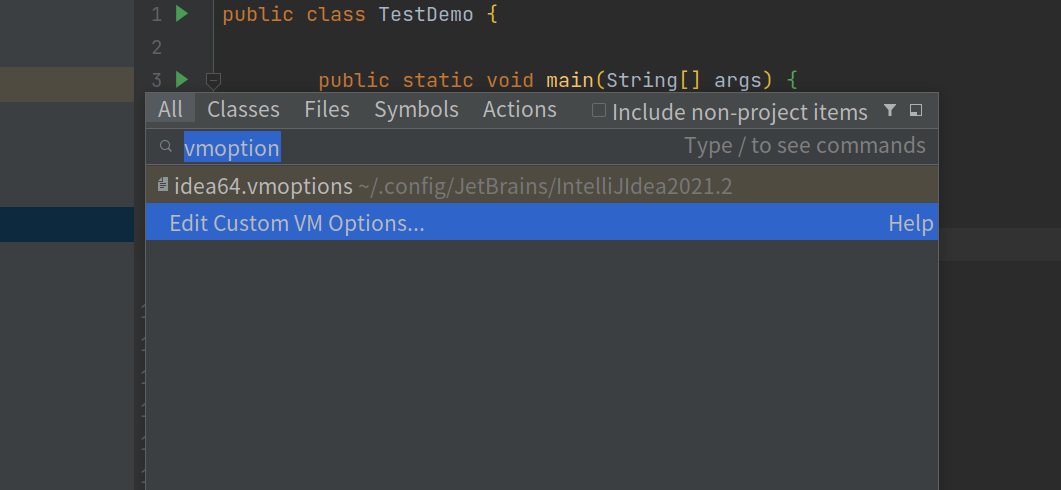 1 public class TestDemo {
2
3 public static void main(String[] args) {
All Classes Files Symbols Actions Include non-project items
vmoption Type / to see commands
idea64.vmoptions ~/.config/JetBrains/IntelliJIdea2021.2
Edit Custom VM Options... Help